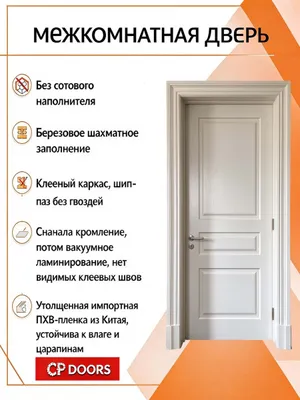 МЕЖКОМНАТНАЯ ДВЕРЬ
Без сотового
наполнителя
Березовое шахматное
заполнение
Клееный каркас, шип-
паз без гвоздей
Сначала кромление,
потом вакуумное
ламинирование, нет
видимых клеевых швов
Утолщенная импортная
ПХВ-пленка из Китая,
устойчива к влаге и
царапинам
CP DOORS